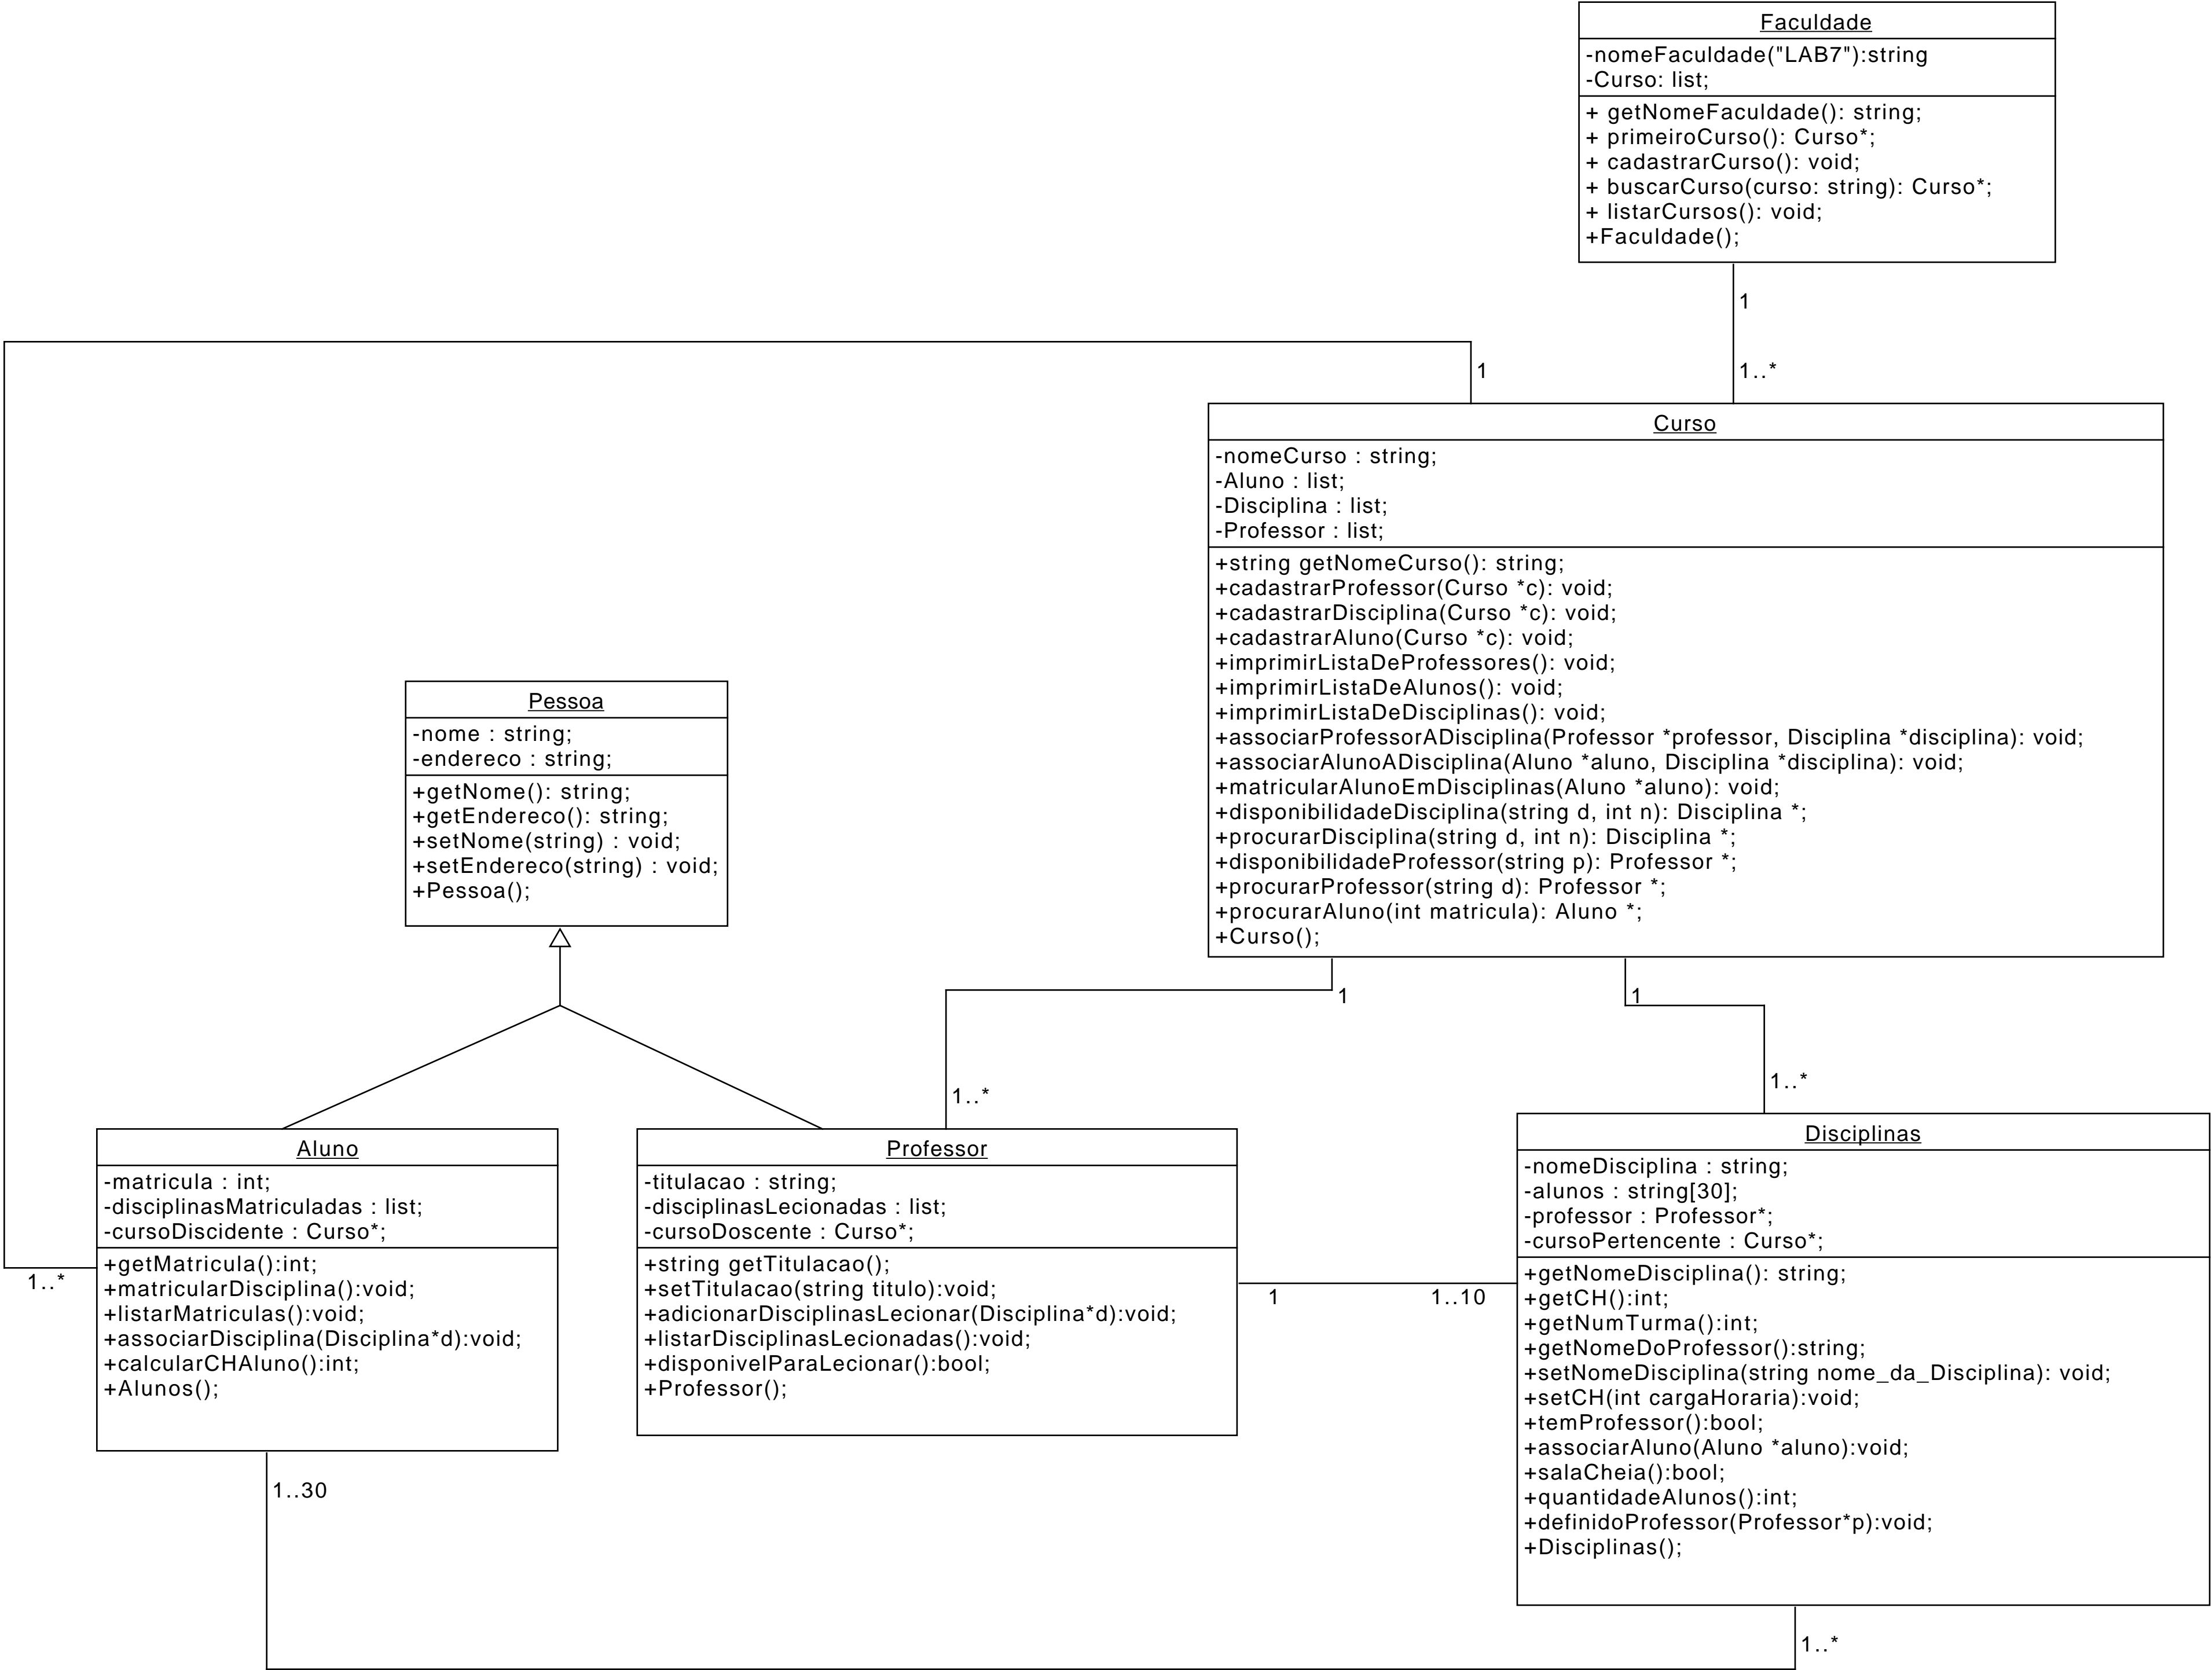 Faculdade
-nomeFaculdade("LAB7"):string
-Curso: list;
+ getNomeFaculdade(): string;
+ primeiroCurso(): Curso*;
+ cadastrarCurso(): void;
+ buscarCurso(curso: string): Curso*;
+ listarCursos(): void;
+Faculdade();
1
1..*
1
Curso
-nomeCurso : string;
-Aluno : list;
-Disciplina : list;
-Professor : list;
+string getNomeCurso(): string;
+cadastrarProfessor(Curso *c): void;
+cadastrarDisciplina(Curso *c): void;
+cadastrarAluno(Curso *c): void;
+imprimirListaDeProfessores(): void;
+imprimirListaDeAlunos(): void;
+imprimirListaDeDisciplinas(): void;
+associarProfessorADisciplina(Professor *professor, Disciplina *disciplina): void;
+associarAlunoADisciplina(Aluno *aluno, Disciplina *disciplina): void;
+matricularAlunoEmDisciplinas(Aluno *aluno): void;
+disponibilidadeDisciplina(string d, int n): Disciplina *;
+procurarDisciplina(string d, int n): Disciplina *;
+disponibilidadeProfessor(string p): Professor *;
+procurarProfessor(string d): Professor *;
+procurarAluno(int matricula): Aluno *;
+Curso();
Pessoa
-nome : string;
-endereco : string;
+getNome(): string;
+getEndereco(): string;
+setNome(string) : void;
+setEndereco(string) : void;
+Pessoa();
1
1
1..*
1..*
Aluno
-matricula : int;
-disciplinasMatriculadas : list;
-cursoDiscidente : Curso*;
+getMatricula():int;
+matricularDisciplina():void;
+listarMatriculas():void;
+associarDisciplina(Disciplina*d):void;
+calcularCHAluno():int;
+Alunos();
1..*
Professor
-titulacao : string;
-disciplinasLecionadas : list;
-cursoDoscente : Curso*;
+string getTitulacao();
+setTitulacao(string titulo):void;
+adicionarDisciplinasLecionar(Disciplina*d):void;
+listarDisciplinasLecionadas():void;
+disponivelParaLecionar():bool;
+Professor();
1
1..10
Disciplinas
-nomeDisciplina : string;
-alunos : string[30];
-professor : Professor*;
-cursoPertencente : Curso*;
+getNomeDisciplina(): string;
+getCH():int;
+getNumTurma():int;
+getNomeDoProfessor():string;
+setNomeDisciplina(string nome_da_Disciplina): void;
+setCH(int cargaHoraria):void;
+temProfessor():bool;
+associarAluno(Aluno *aluno):void;
+salaCheia():bool;
+quantidadeAlunos():int;
+definidoProfessor(Professor*p):void;
+Disciplinas();
1..30
1..*